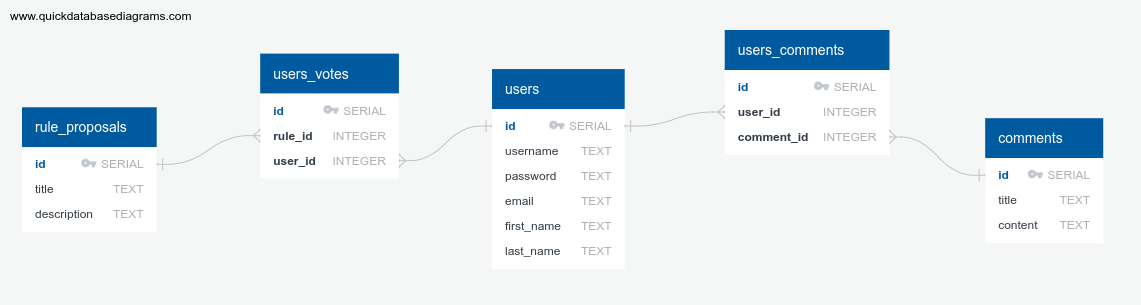 www.quickdatabasediagrams.com
rule_proposals
id SERIAL
title TEXT
description TEXT
users_votes
id SERIAL
rule_id INTEGER
user_id INTEGER
users
id SERIAL
username TEXT
password TEXT
email TEXT
first_name TEXT
last_name TEXT
users_comments
id SERIAL
user_id INTEGER
comment_id INTEGER
comments
id SERIAL
title TEXT
content TEXT